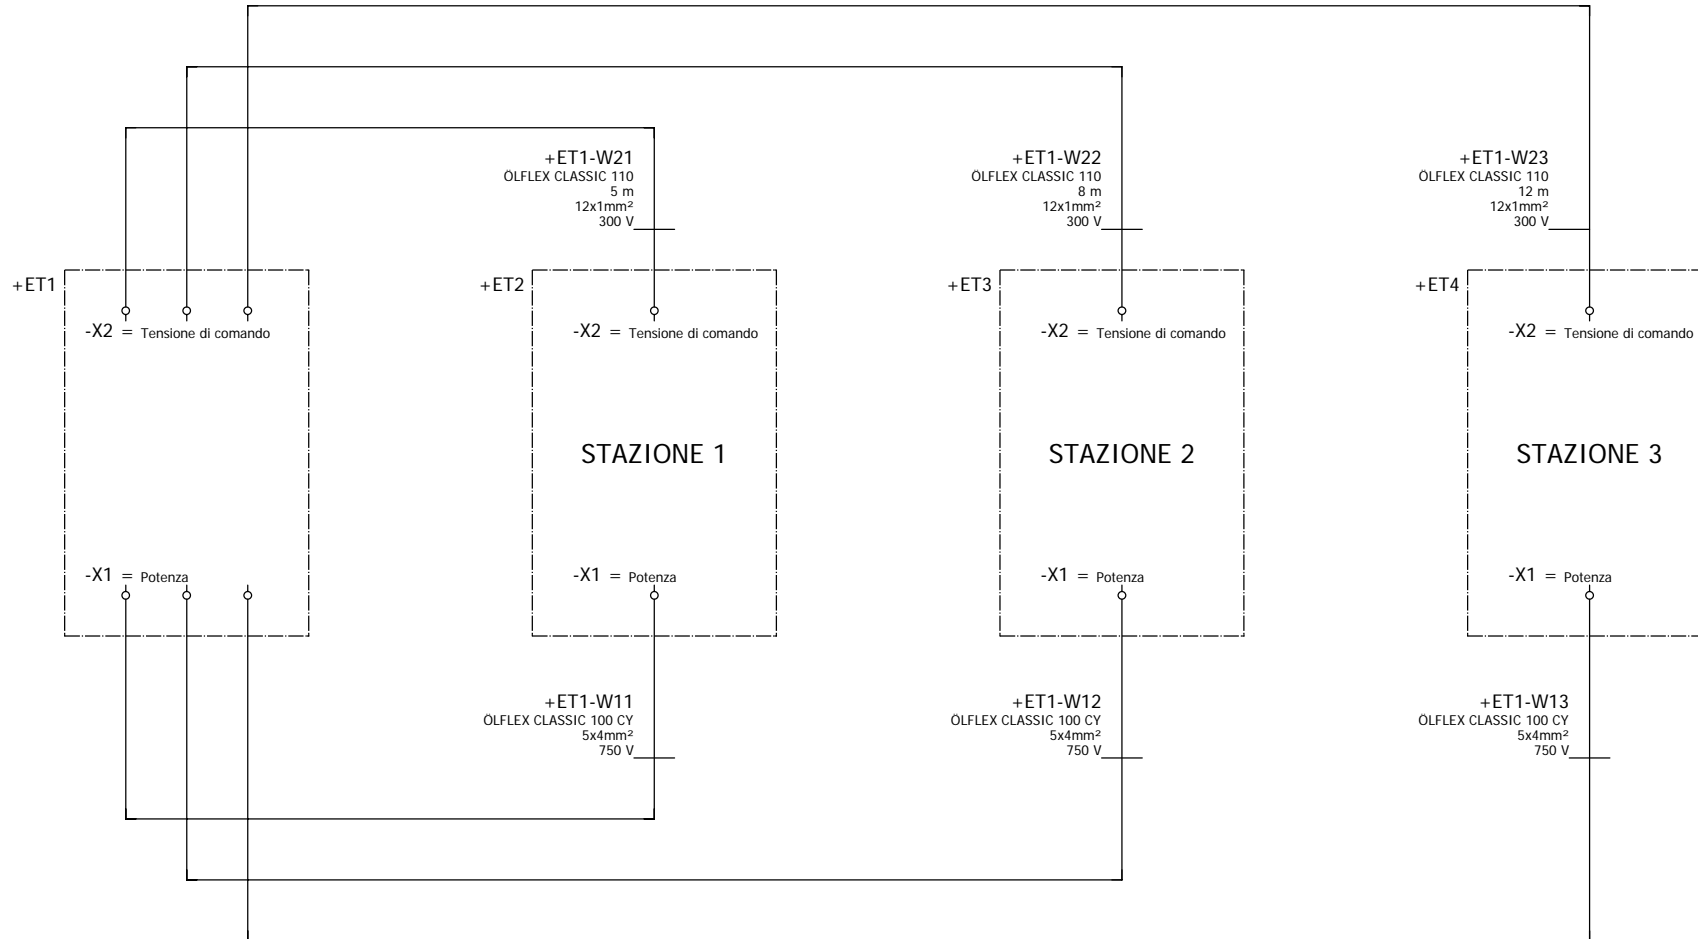 +ET1-W21
ÖLFLEX CLASSIC 110
5 m
12x1mm²
300 V
+ET1-W22
ÖLFLEX CLASSIC 110
8 m
12x1mm²
300 V
+ET1-W23
ÖLFLEX CLASSIC 110
12 m
12x1mm²
300 V
+ET1
+ET2
+ET3
+ET4
-X2 = Tensione di comando
-X2 = Tensione di comando
-X2 = Tensione di comando
-X2 = Tensione di comando
STAZIONE 1
STAZIONE 2
STAZIONE 3
-X1 = Potenza
-X1 = Potenza
-X1 = Potenza
-X1 = Potenza
+ET1-W11
ÖLFLEX CLASSIC 100 CY
5x4mm²
750 V
+ET1-W12
ÖLFLEX CLASSIC 100 CY
5x4mm²
750 V
+ET1-W13
ÖLFLEX CLASSIC 100 CY
5x4mm²
750 V